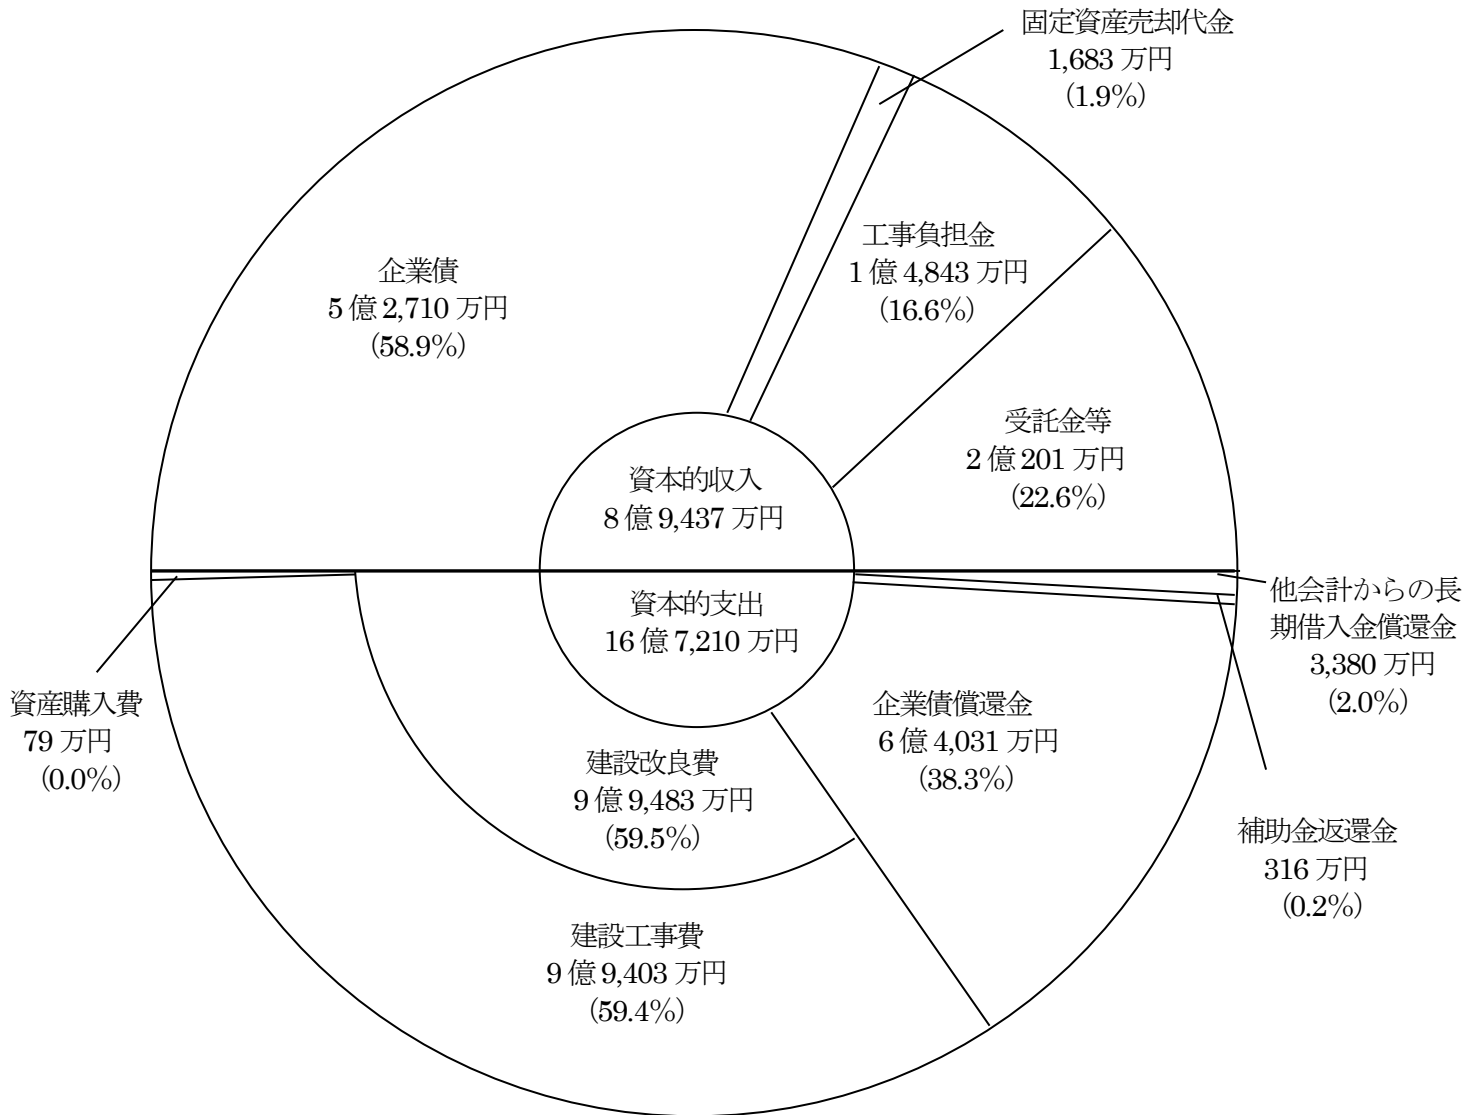 固定資産売却代金
1,683 万円
(1.9%)
工事負担金
1 億 4,843 万円
(16.6%)
企業債
5 億 2,710 万円
(58.9%)
受託金等
2 億 201 万円
(22.6%)
資本的収入
8 億 9,437 万円
資本的支出
16 億 7,210 万円
他会計からの長
期借入金償還金
3,380 万円
(2.0%)
資産購入費
79 万円
(0.0%)
企業債償還金
6 億 4,031 万円
(38.3%)
建設改良費
9 億 9,483 万円
(59.5%)
補助金返還金
316 万円
(0.2%)
建設工事費
9 億 9,403 万円
(59.4%)